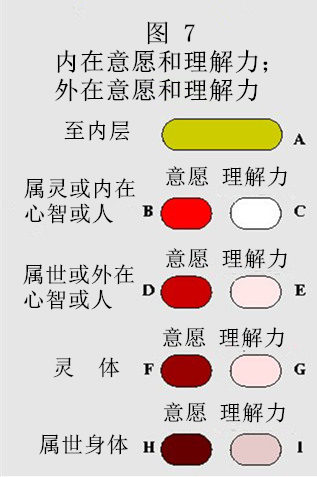 图 7
内在意愿和理解力；
外在意愿和理解力
至内层 A
意愿 理解力
属灵或内在
心智或人 B C
意愿 理解力
属世或外在
心智或人 D E
意愿 理解力
灵 体 F G
意愿 理解力
属世身体 H I